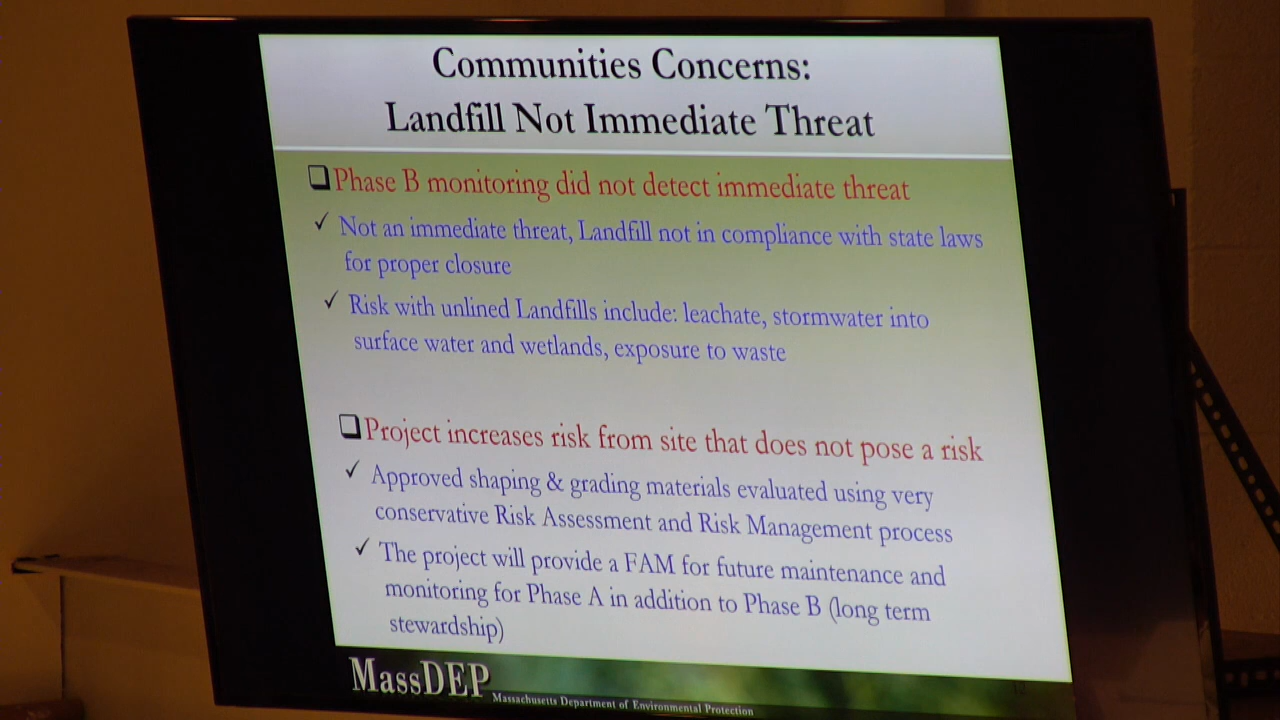 Communities Concerns:
Landfill Not Immediate Threat
Phase B monitoring did not detect immediate threat
Not an immediate threat, Landfill not in compliance with state laws
for proper closure
Risk with unlined Landfills include: leachate, stormwater into
surface water and wetlands, exposure to waste
Project increases risk from site that does not pose a risk
Approved shaping & grading materials evaluated using very
conservative Risk Assessment and Risk Management process
The project will provide a FAM for future maintenance and
monitoring for Phase A in addition to Phase B (long term
stewardship)
MassDEP
Massachusetts Department of Environmental Protection